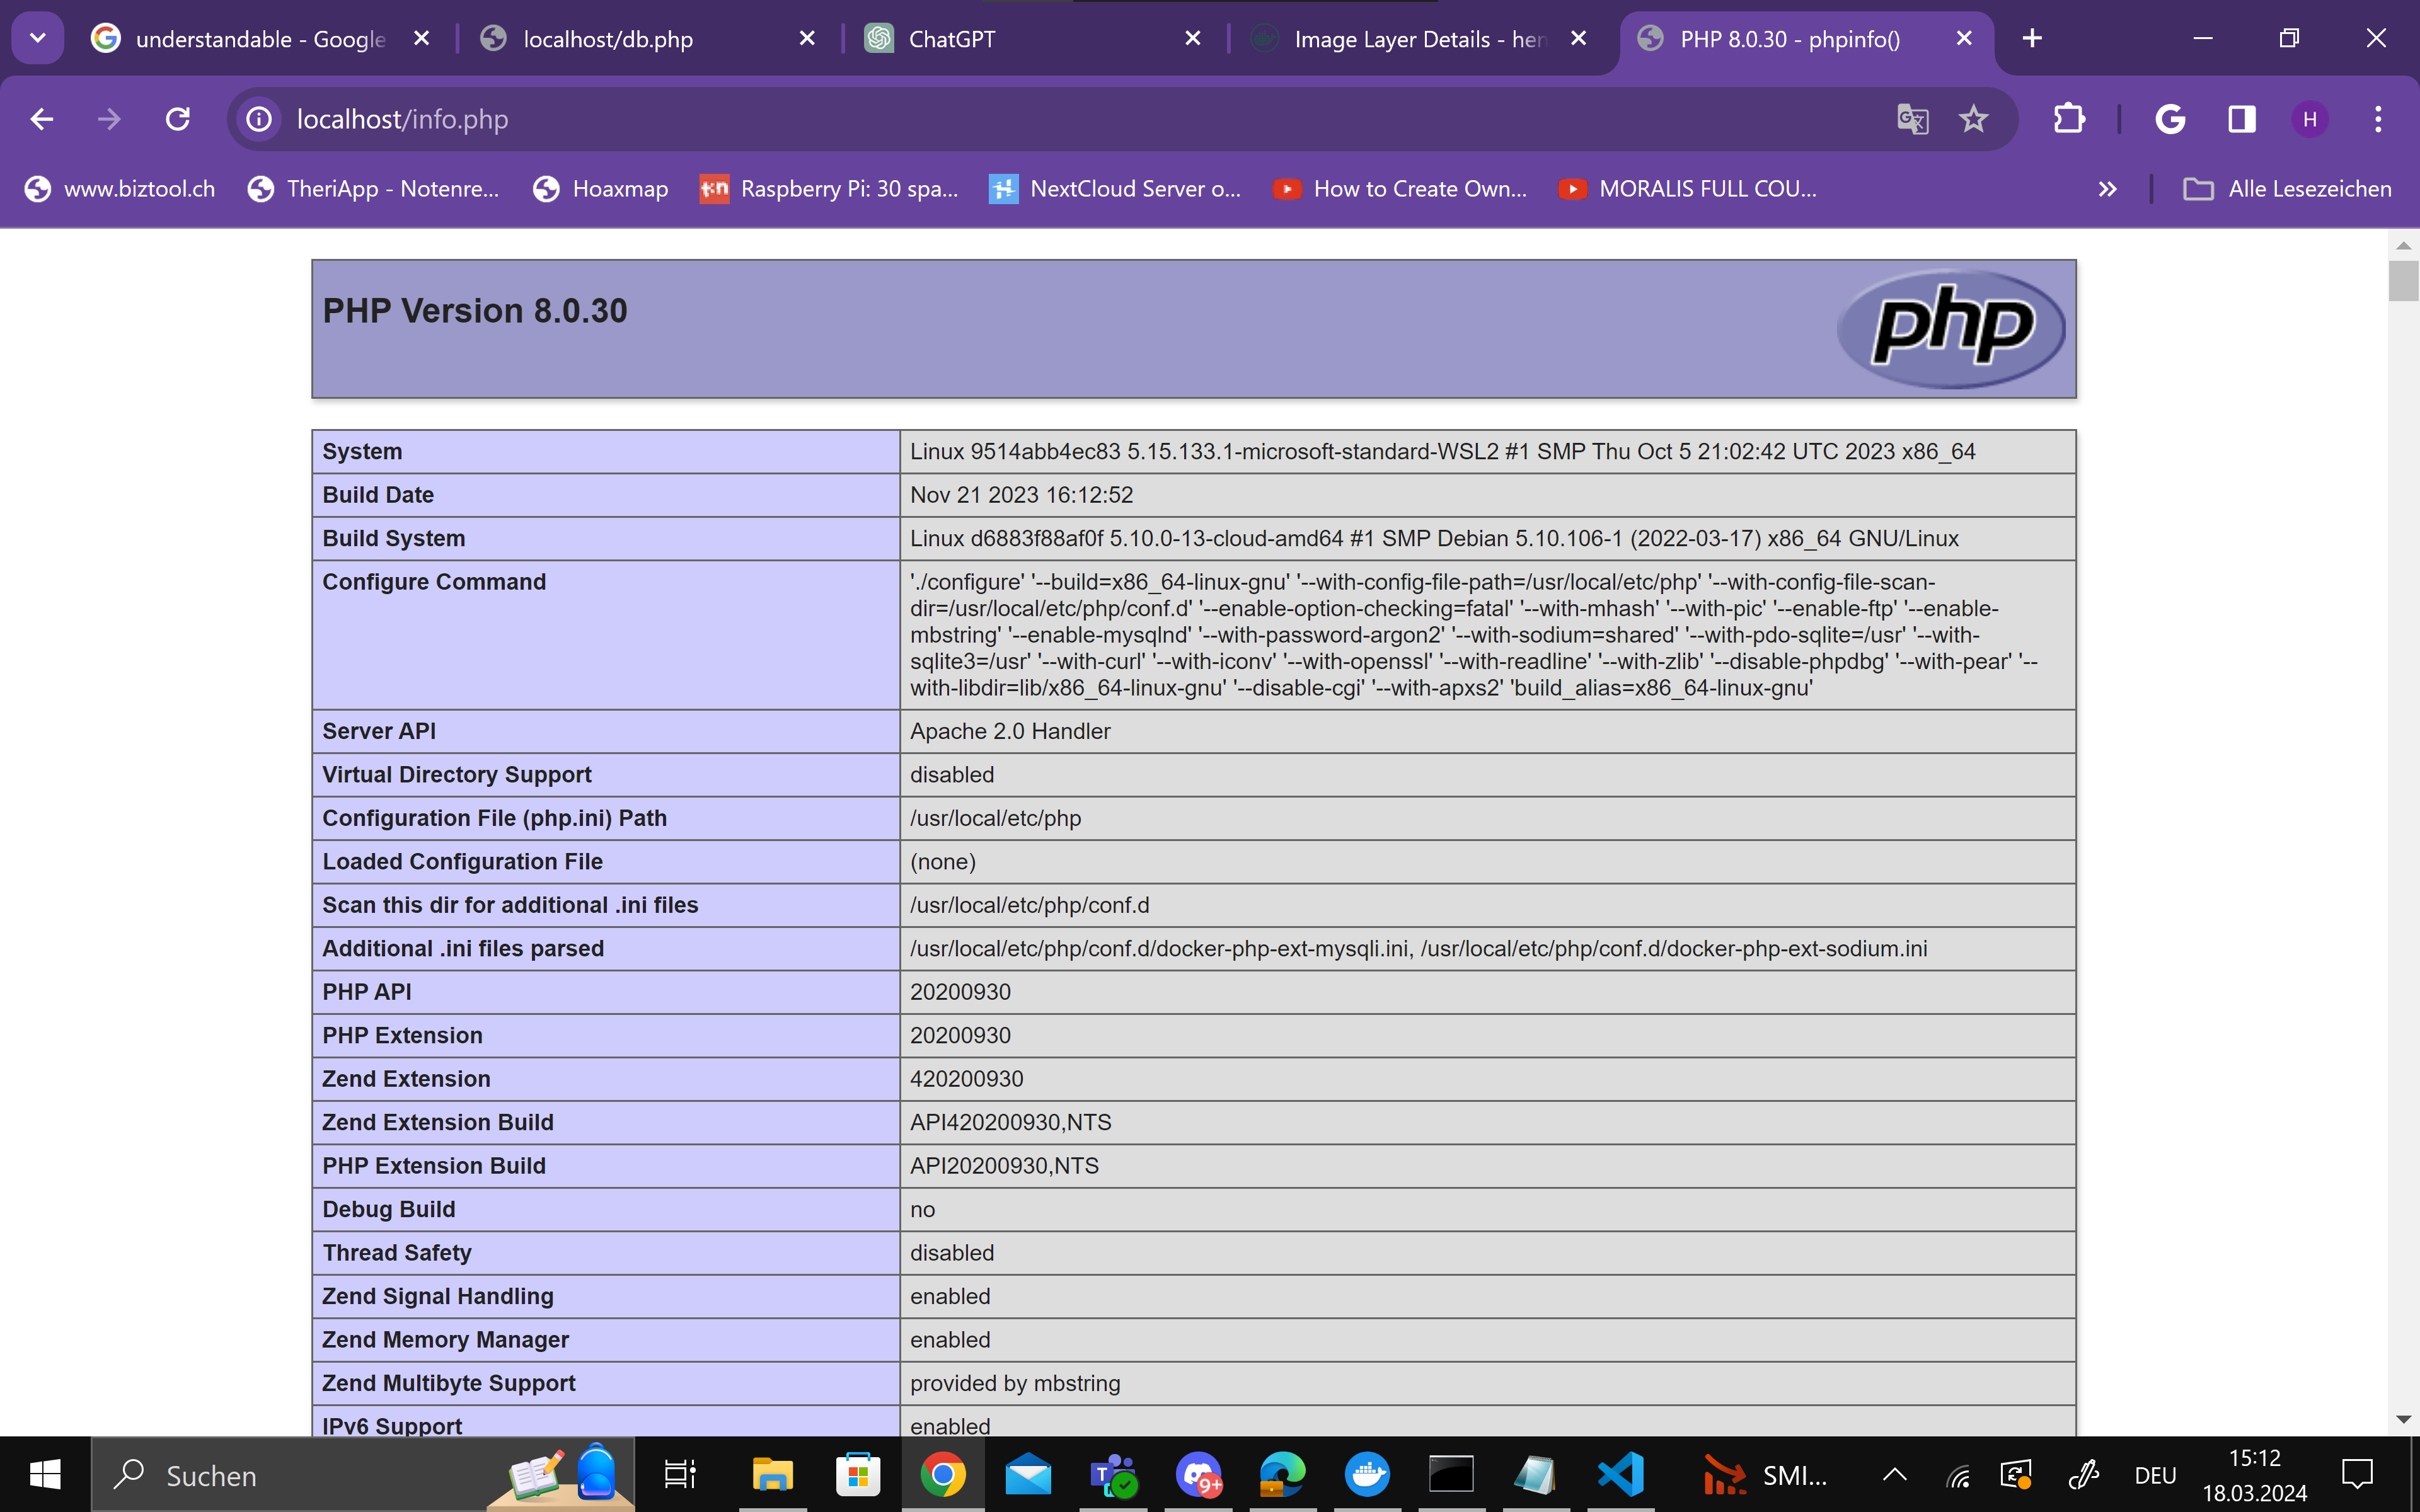 understandable - Google
localhost/db.php
ChatGPT
Image Layer Details - hen
PHP 8.0.30 - phpinfo()
localhost/info.php
H
www.biztool.ch
TheriApp - Notenre...
Hoaxmap
Raspberry Pi: 30 spa...
NextCloud Server o...
How to Create Own...
MORALIS FULL COU...
Alle Lesezeichen
PHP Version 8.0.30
php
System
Linux 9514abb4ec83 5.15.133.1-microsoft-standard-WSL2 #1 SMP Thu Oct 5 21:02:42 UTC 2023 x86_64
Build Date
Nov 21 2023 16:12:52
Build System
Linux d6883f88af0f 5.10.0-13-cloud-amd64 #1 SMP Debian 5.10.106-1 (2022-03-17) x86_64 GNU/Linux
Configure Command
'./configure' '--build=x86_64-linux-gnu' '--with-config-file-path=/usr/local/etc/php' '--with-config-file-scan-
dir=/usr/local/etc/php/conf.d' '--enable-option-checking=fatal' '--with-mhash' '--with-pic' '--enable-ftp' '--enable-
mbstring' '--enable-mysqlnd' '--with-password-argon2' '--with-sodium=shared' '--with-pdo-sqlite=/usr' '--with-
sqlite3=/usr' '--with-curl' '--with-iconv' '--with-openssl' '--with-readline' '--with-zlib' '--disable-phpdbg' '--with-pear' '--
with-libdir=lib/x86_64-linux-gnu' '--disable-cgi' '--with-apxs2' 'build_alias=x86_64-linux-gnu'
Server API
Apache 2.0 Handler
Virtual Directory Support
disabled
Configuration File (php.ini) Path
/usr/local/etc/php
Loaded Configuration File
(none)
Scan this dir for additional .ini files
/usr/local/etc/php/conf.d
Additional .ini files parsed
/usr/local/etc/php/conf.d/docker-php-ext-mysqli.ini, /usr/local/etc/php/conf.d/docker-php-ext-sodium.ini
PHP API
20200930
PHP Extension
20200930
Zend Extension
420200930
Zend Extension Build
API420200930,NTS
PHP Extension Build
API20200930,NTS
Debug Build
no
Thread Safety
disabled
Zend Signal Handling
enabled
Zend Memory Manager
enabled
Zend Multibyte Support
provided by mbstring
IPv6 Support
enabled
Suchen
9+
SMI...
DEU
15:12
18.03.2024